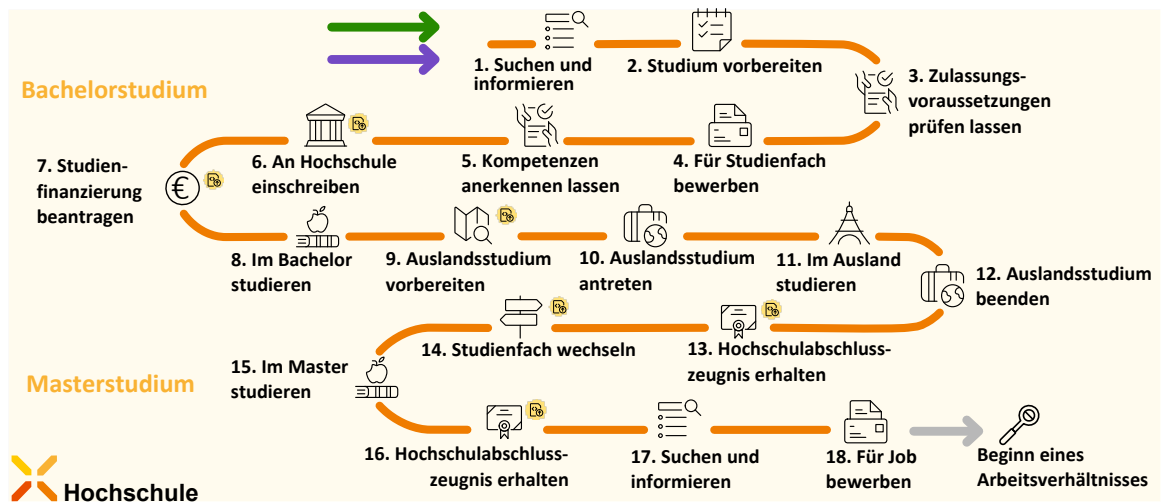 1. Suchen und
informieren
2. Studium vorbereiten
3. Zulassungs-
voraussetzungen
prüfen lassen
Bachelorstudium
4. Für Studienfach
bewerben
5. Kompetenzen
anerkennen lassen
6. An Hochschule
einschreiben
7. Studien-
finanzierung
beantragen
€
8. Im Bachelor
studieren
9. Auslandsstudium
vorbereiten
10. Auslandsstudium
antreten
11. Im Ausland
studieren
12. Auslandsstudium
beenden
13. Hochschulabschluss-
zeugnis erhalten
14. Studienfach wechseln
15. Im Master
studieren
Masterstudium
16. Hochschulabschluss-
zeugnis erhalten
17. Suchen und
informieren
18. Für Job
bewerben
Beginn eines
Arbeitsverhältnisses
Hochschule